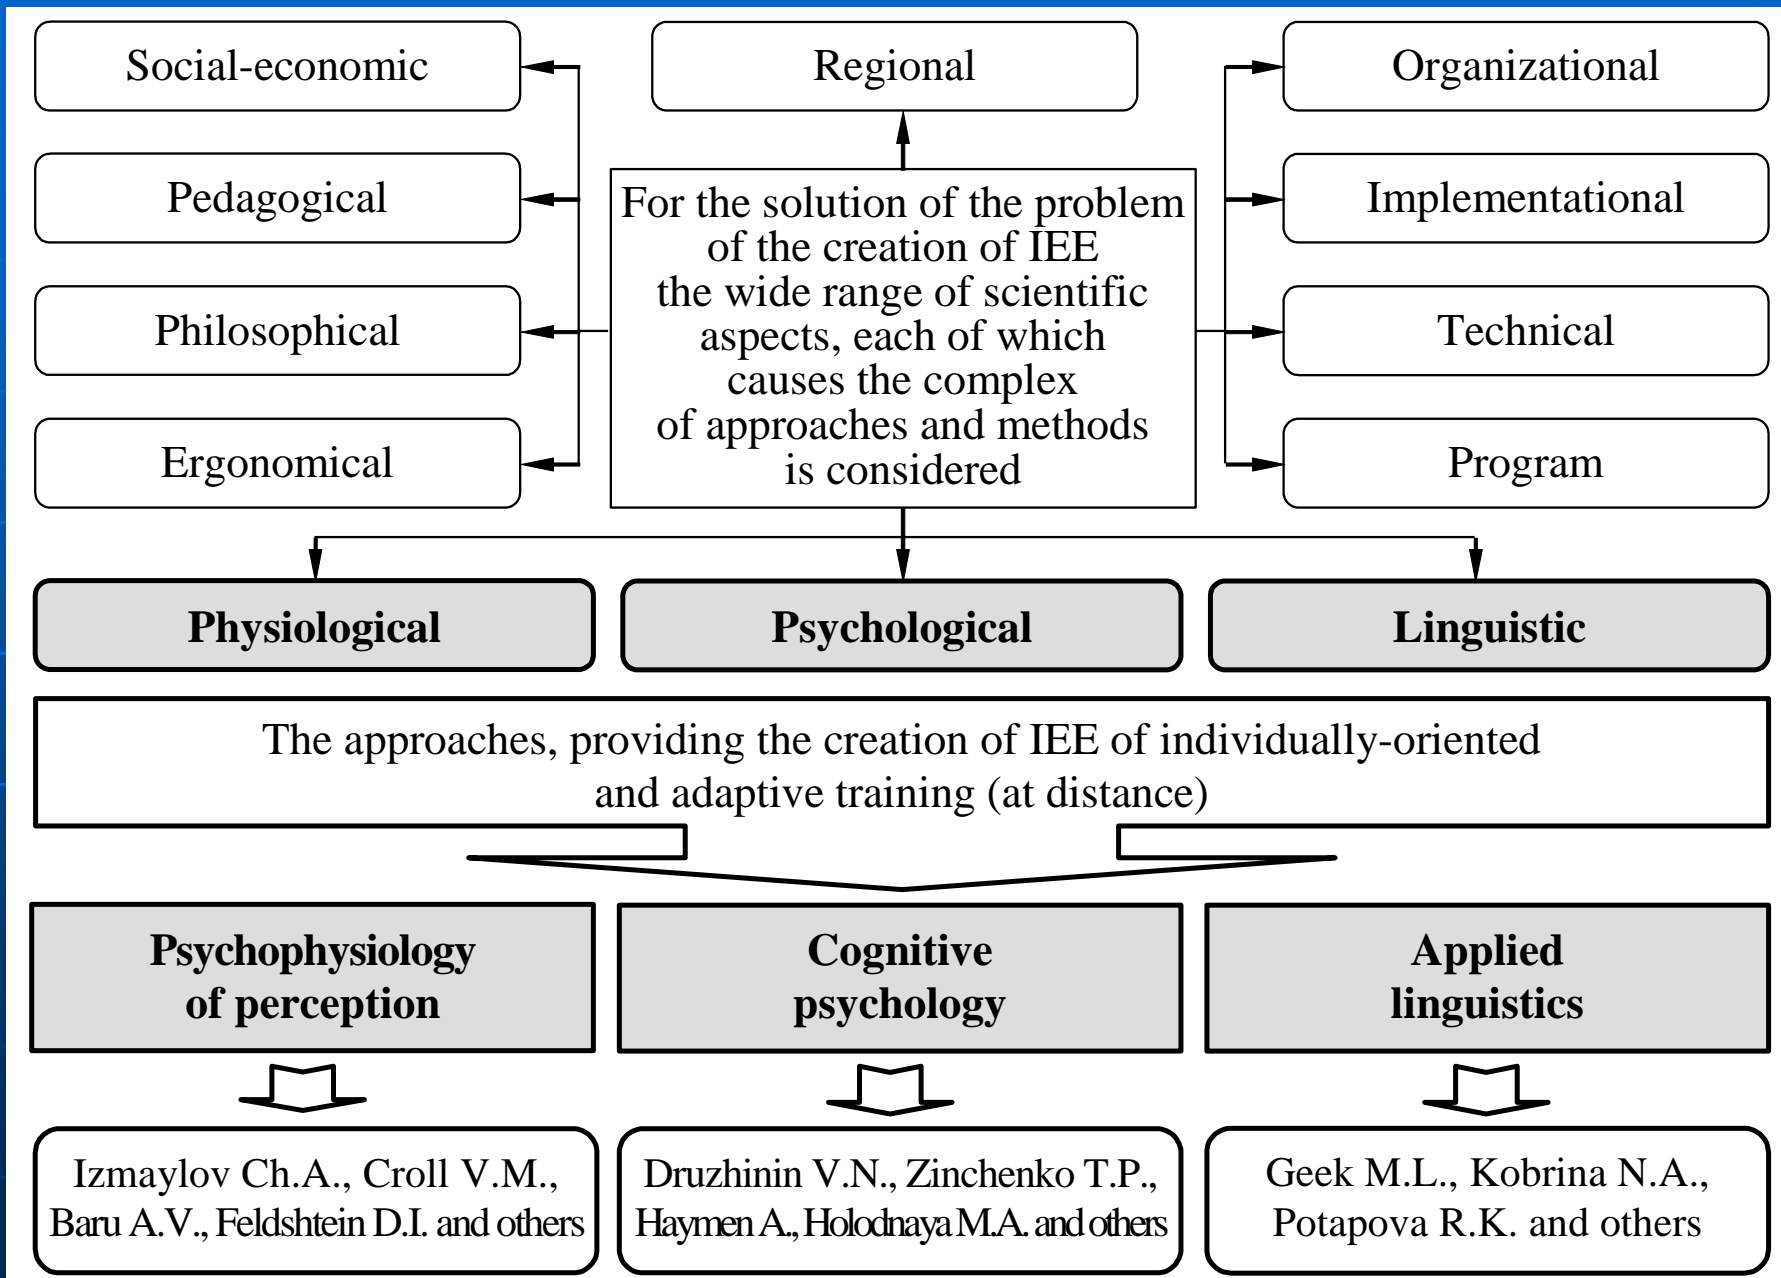 Social-economic
Regional
Organizational
Pedagogical
Implementational
Philosophical
Technical
Ergonomical
Program
For the solution of the problem
of the creation of IEE
the wide range of scientific
aspects, each of which
causes the complex
of approaches and methods
is considered
Physiological
Psychological
Linguistic
The approaches, providing the creation of IEE of individually-oriented
and adaptive training (at distance)
Psychophysiology
of perception
Cognitive
psychology
Applied
linguistics
Izmaylov Ch.A., Croll V.M.,
Baru A.V., Feldshtein D.I. and others
Druzhinin V.N., Zinchenko T.P.,
Haymen A., Holodnaya M.A. and others
Geek M.L., Kobrina N.A.,
Potapova R.K. and others